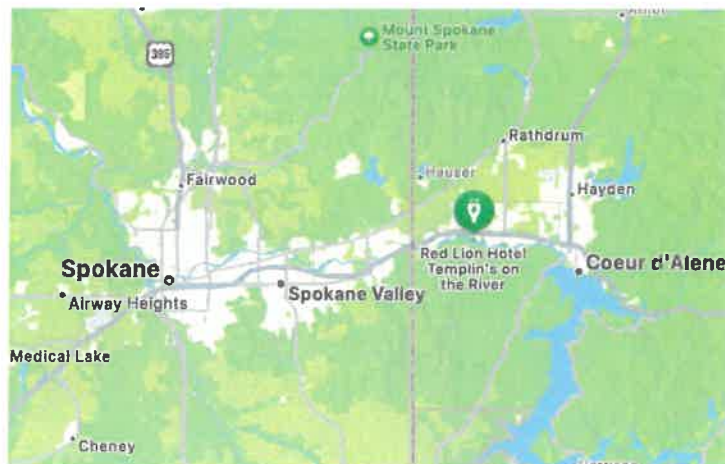 Mount Spokane
State Park
395
Rathdrum
Fairwood
Hauser
Hayden
Red Lion Hotel
Templin's on
the River
Coeur d'Alene
Spokane
Spokane Valley
Airway Heights
Medical Lake
Cheney